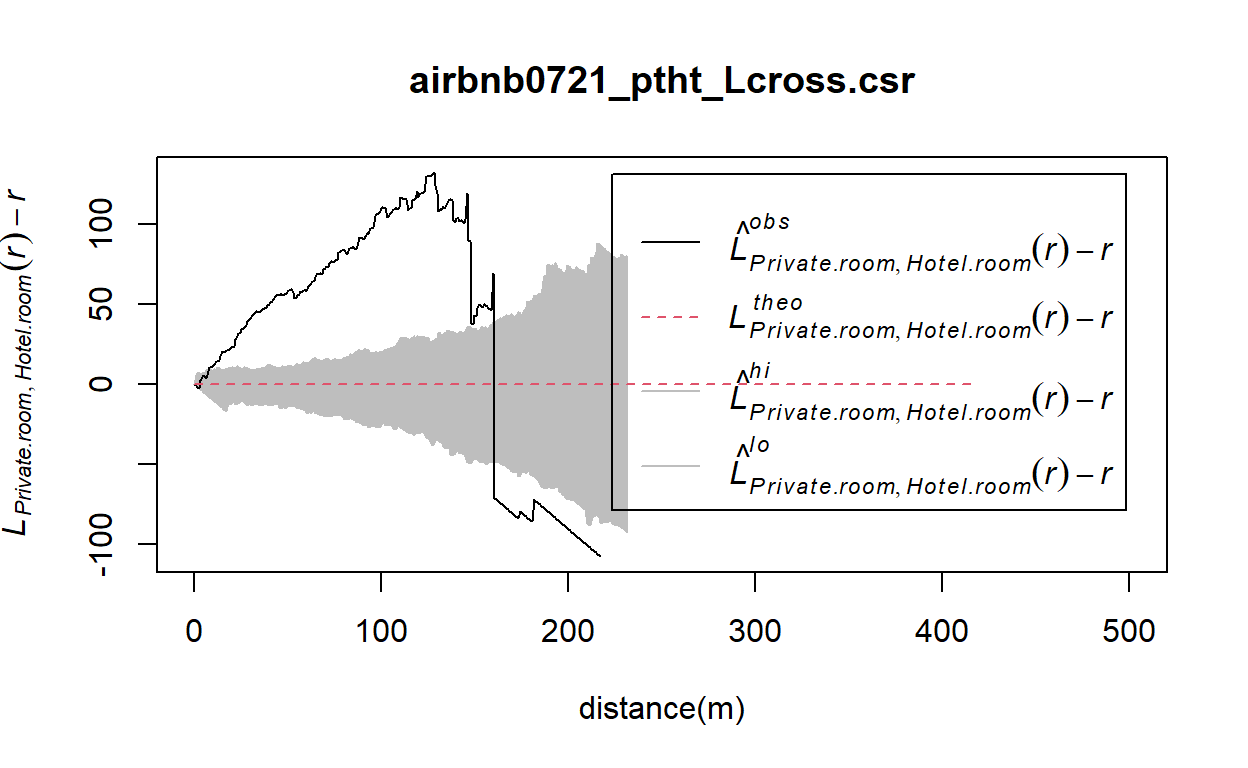 airbnb0721_ptht_Lcross.csr
L Private.room, Hotel.room (r) − r
100
50
0
-100
L̂ obs Private.room, Hotel.room (r) − r
L theo Private.room, Hotel.room (r) − r
L̂ hi Private.room, Hotel.room (r) − r
L̂ lo Private.room, Hotel.room (r) − r
0 100 200 300 400 500
distance(m)